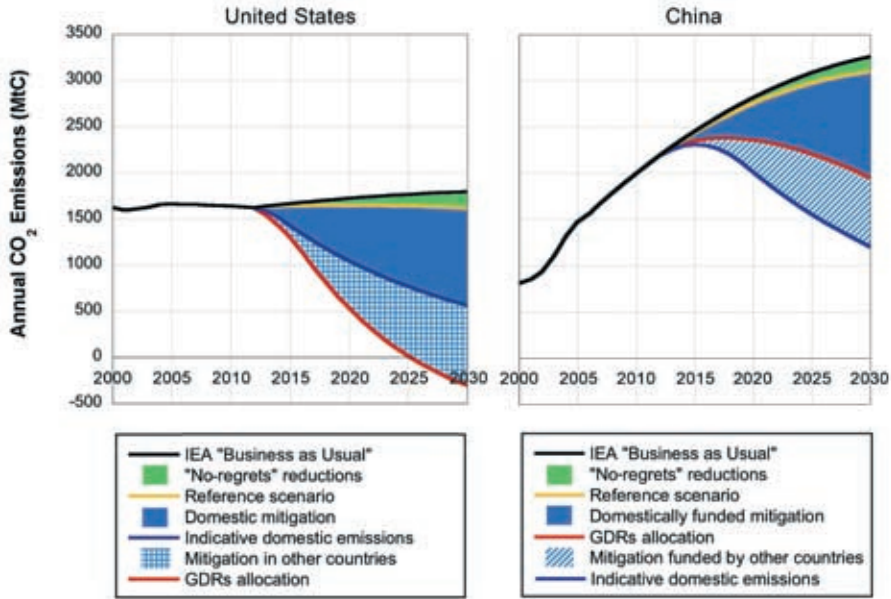 United States
China
Annual CO2 Emissions (MtC)
3500
3000
2500
2000
1500
1000
500
0
-500
2000 2005 2010 2015 2020 2025 2030
2000 2005 2010 2015 2020 2025 2030
IEA "Business as Usual"
"No-regrets" reductions
Reference scenario
Domestic mitigation
Indicative domestic emissions
Mitigation in other countries
GDRs allocation
IEA "Business as Usual"
"No-regrets" reductions
Reference scenario
Domestically funded mitigation
GDRs allocation
Mitigation funded by other countries
Indicative domestic emissions